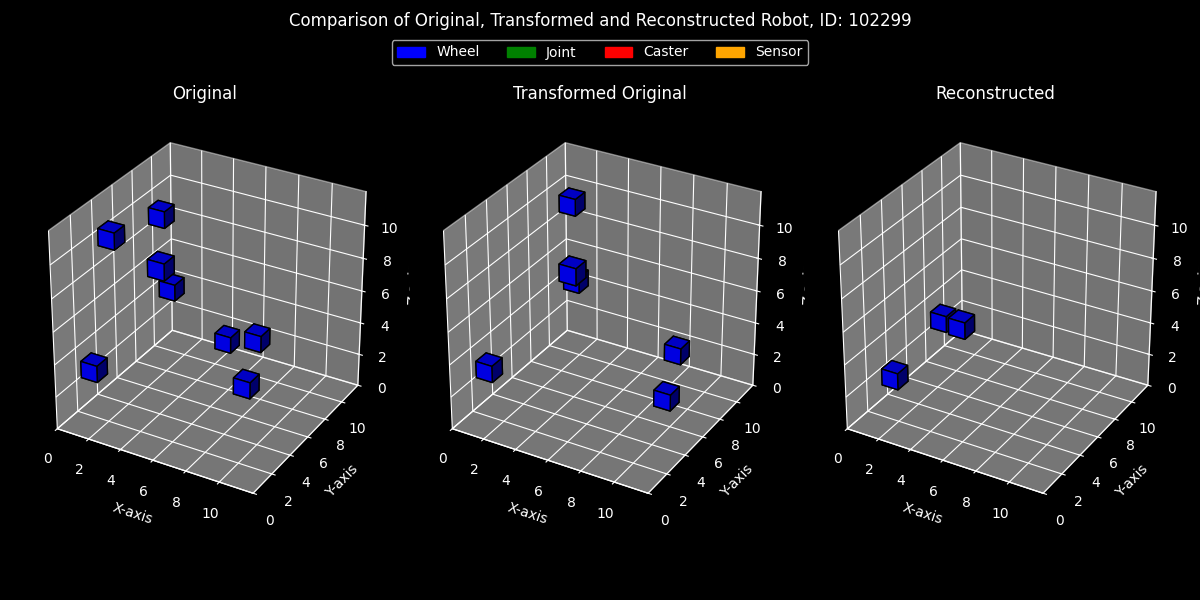 Comparison of Original, Transformed and Reconstructed Robot, ID: 102299
Wheel Joint Caster Sensor
Original Transformed Original Reconstructed
10 10 10
8 8 8
6 6 6
4 4 4
2 2 2
0 0 0
10 10 10
8 8 8
6 6 6
4 4 4
2 2 2
0 0 0
0 2 4 6 8 10 0 2 4 6 8 10 0 2 4 6 8 10
X-axis Y-axis X-axis Y-axis X-axis Y-axis